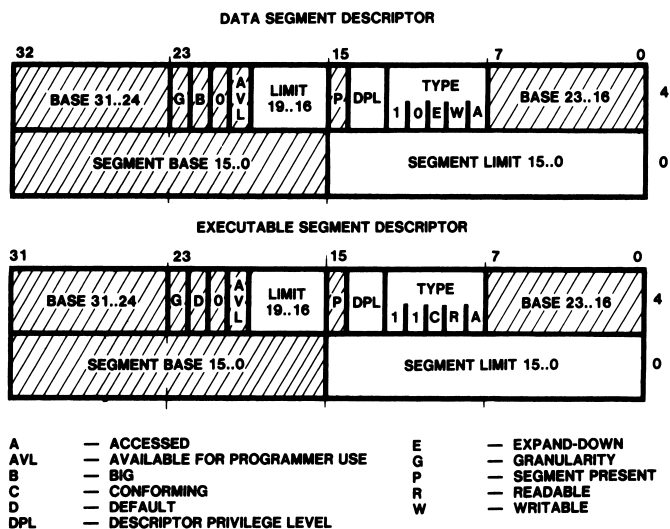 DATA SEGMENT DESCRIPTOR
32 23 15 7 0
BASE 31..24 G B 0 AVL LIMIT 19..16 P DPL TYPE 1 0 E W A BASE 23..16 4
SEGMENT BASE 15..0 SEGMENT LIMIT 15..0 0
EXECUTABLE SEGMENT DESCRIPTOR
31 23 15 7 0
BASE 31..24 G D 0 AVL LIMIT 19..16 P DPL TYPE 1 1 C R A BASE 23..16 4
SEGMENT BASE 15..0 SEGMENT LIMIT 15..0 0
A — ACCESSED E — EXPAND-DOWN
AVL — AVAILABLE FOR PROGRAMMER USE G — GRANULARITY
B — BIG P — SEGMENT PRESENT
C — CONFORMING R — READABLE
D — DEFAULT W — WRITABLE
DPL — DESCRIPTOR PRIVILEGE LEVEL